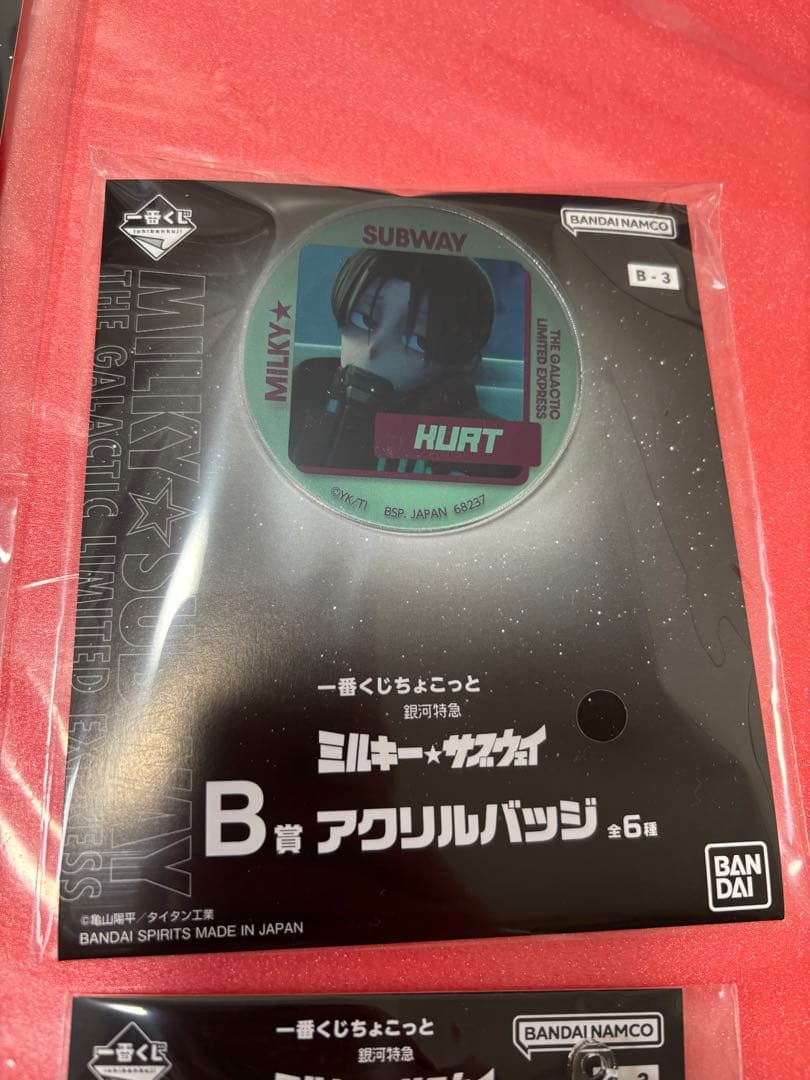 一番くじ
ichibankuji
BANDAI NAMCO
B - 3
MILKY☆SUBWAY
THE GALACTIC LIMITED EXPRESS
SUBWAY
MILKY★
THE GALACTIC
LIMITED EXPRESS
HURT
©YK/TI BSP. JAPAN 68237
一番くじちょこっと
銀河特急
ミルキー★サブウェイ
B賞 アクリルバッジ 全6種
©亀山陽平/タイタン工業
BANDAI SPIRITS MADE IN JAPAN
BAN
DAI
一番くじ
一番くじちょこっと
BANDAI NAMCO
銀河特急